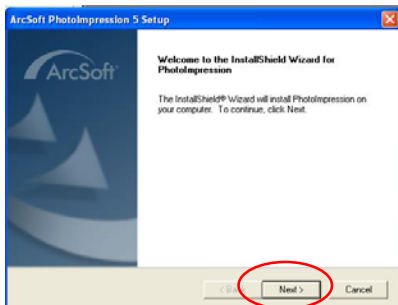 ArcSoft PhotoImpression 5 Setup
ArcSoft
Welcome to the InstallShield Wizard for
PhotoImpression
The InstallShield® Wizard will install PhotoImpression on
your computer. To continue, click Next.
< Ba
Next >
Cancel